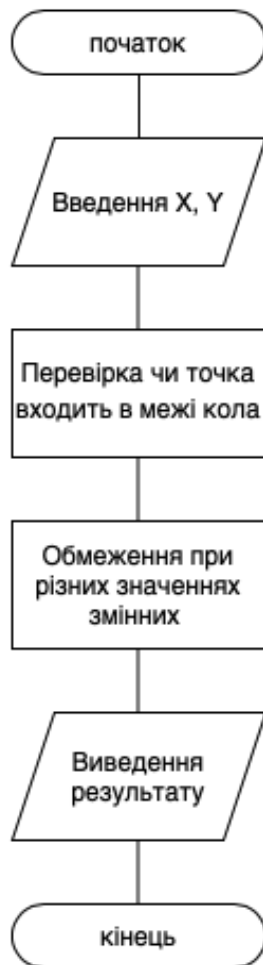 початок
Введення X, Y
Перевірка чи точка
входить в межі кола
Обмеження при
різних значеннях
змінних
Виведення
результату
кінець